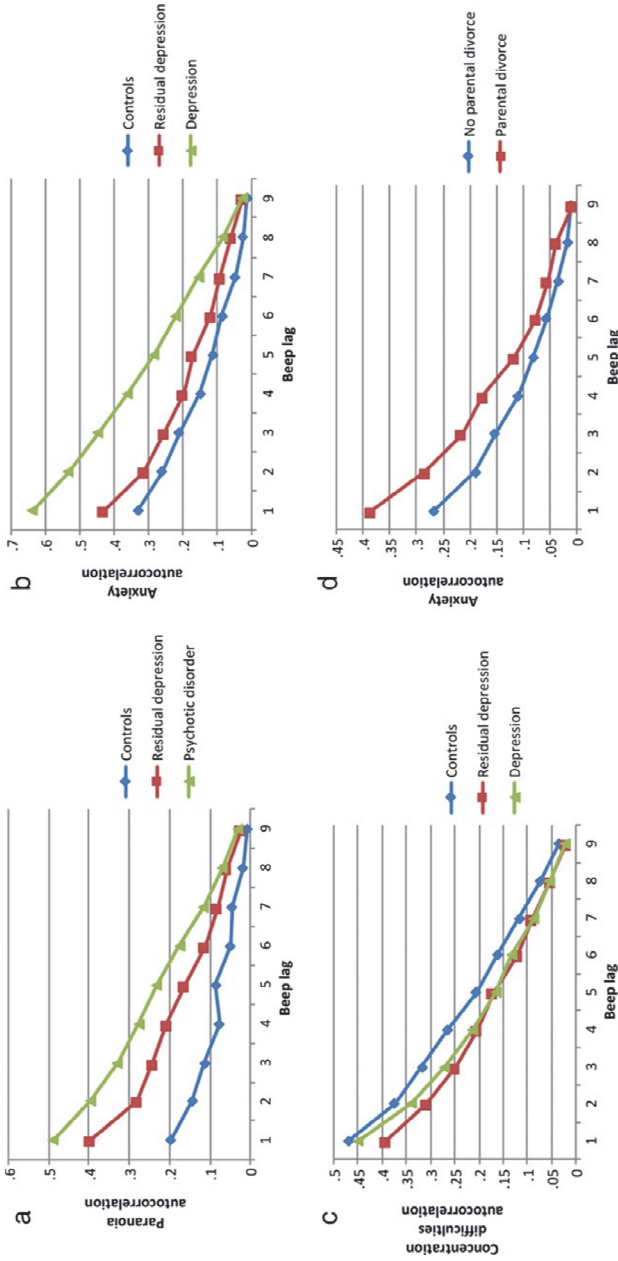 a
Paranoia
autocorrelation
.6
.5
.4
.3
.2
.1
0
1 2 3 4 5 6 7 8 9
Beep lag
Controls
Residual depression
Psychotic disorder
b
Anxiety
autocorrelation
.7
.6
.5
.4
.3
.2
.1
0
1 2 3 4 5 6 7 8 9
Beep lag
Controls
Residual depression
Depression
c
Concentration
difficulties
autocorrelation
.5
.45
.4
.35
.3
.25
.2
.15
.1
.05
0
1 2 3 4 5 6 7 8 9
Beep lag
Controls
Residual depression
Depression
d
Anxiety
autocorrelation
.45
.4
.35
.3
.25
.2
.15
.1
.05
0
1 2 3 4 5 6 7 8 9
Beep lag
No parental divorce
Parental divorce